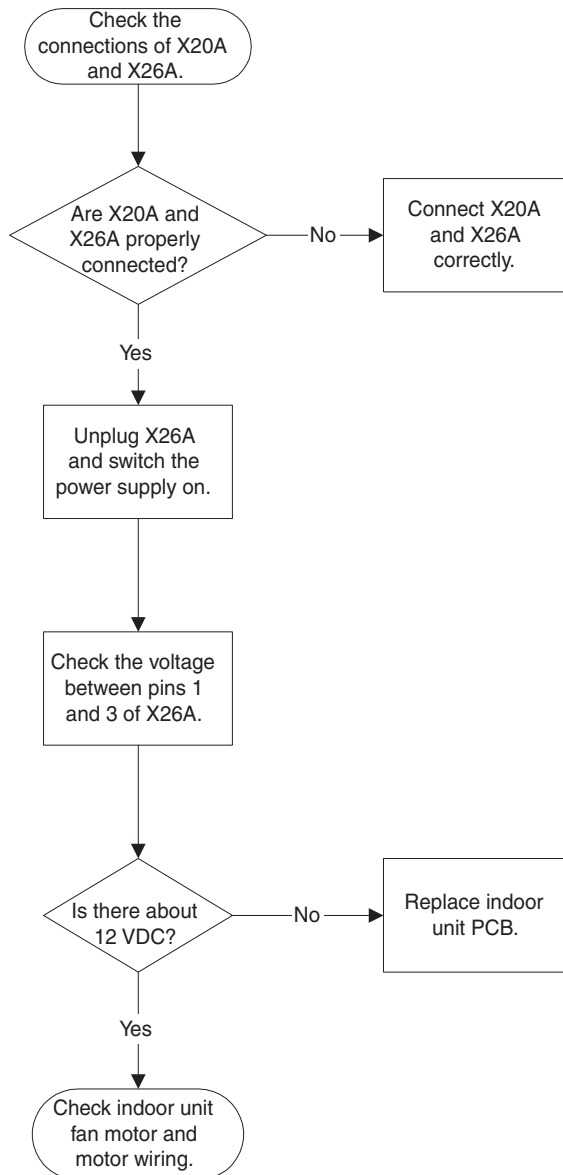 Check the
connections of X20A
and X26A.
Are X20A and
X26A properly
connected?
No
Connect X20A
and X26A
correctly.
Yes
Unplug X26A
and switch the
power supply on.
Check the voltage
between pins 1
and 3 of X26A.
Is there about
12 VDC?
No
Replace indoor
unit PCB.
Yes
Check indoor unit
fan motor and
motor wiring.